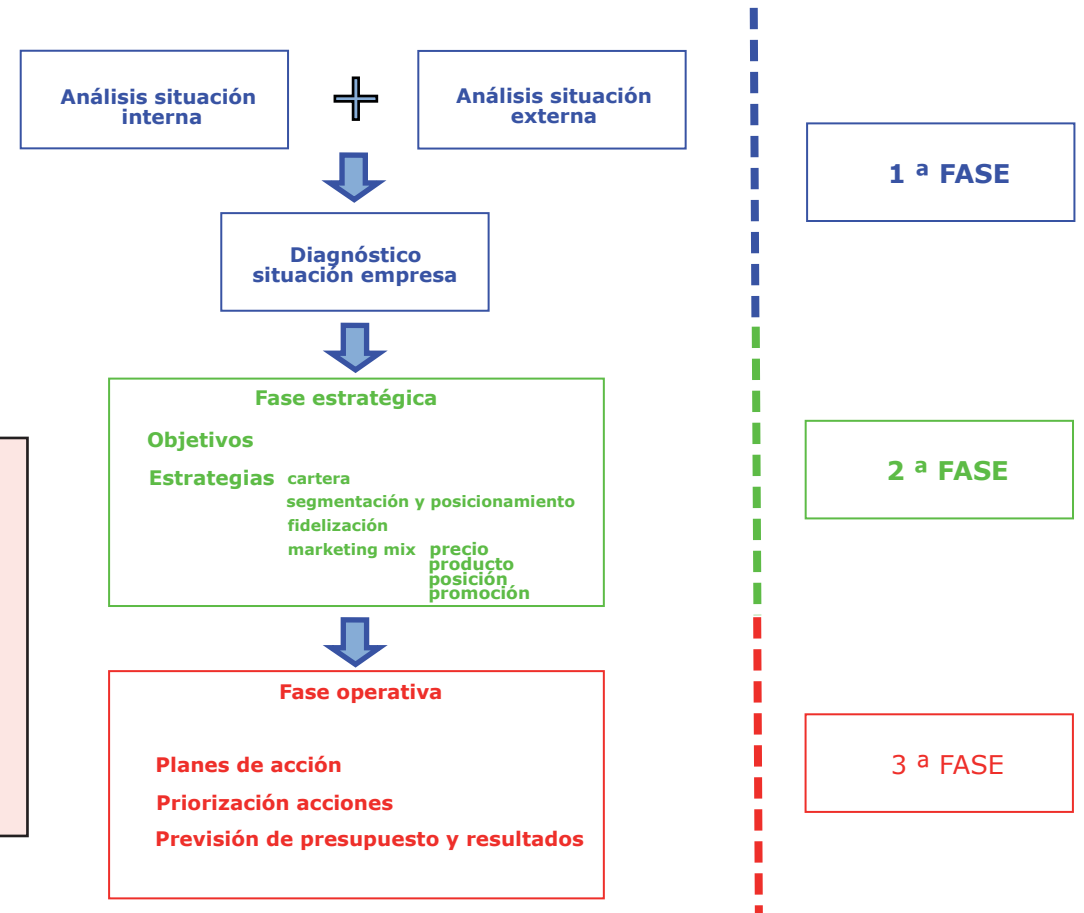 Análisis situación
interna
Análisis situación
externa
1 ª FASE
Diagnóstico
situación empresa
Fase estratégica
Objetivos
Estrategias cartera
segmentación y posicionamiento
fidelización
marketing mix precio
producto
posición
promoción
2 ª FASE
Fase operativa
Planes de acción
Priorización acciones
Previsión de presupuesto y resultados
3 ª FASE